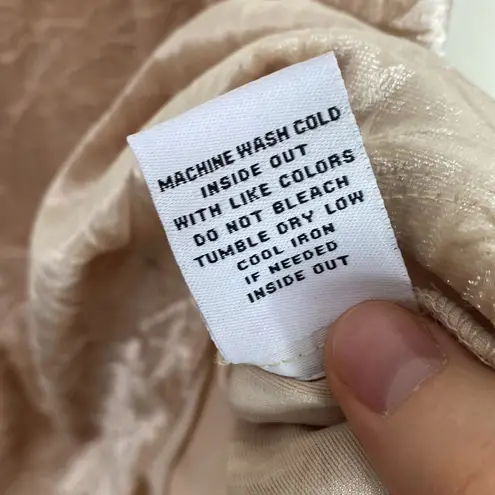 MACHINE WASH COLD
INSIDE OUT
WITH LIKE COLORS
DO NOT BLEACH
TUMBLE DRY LOW
COOL IRON
IF NEEDED
INSIDE OUT